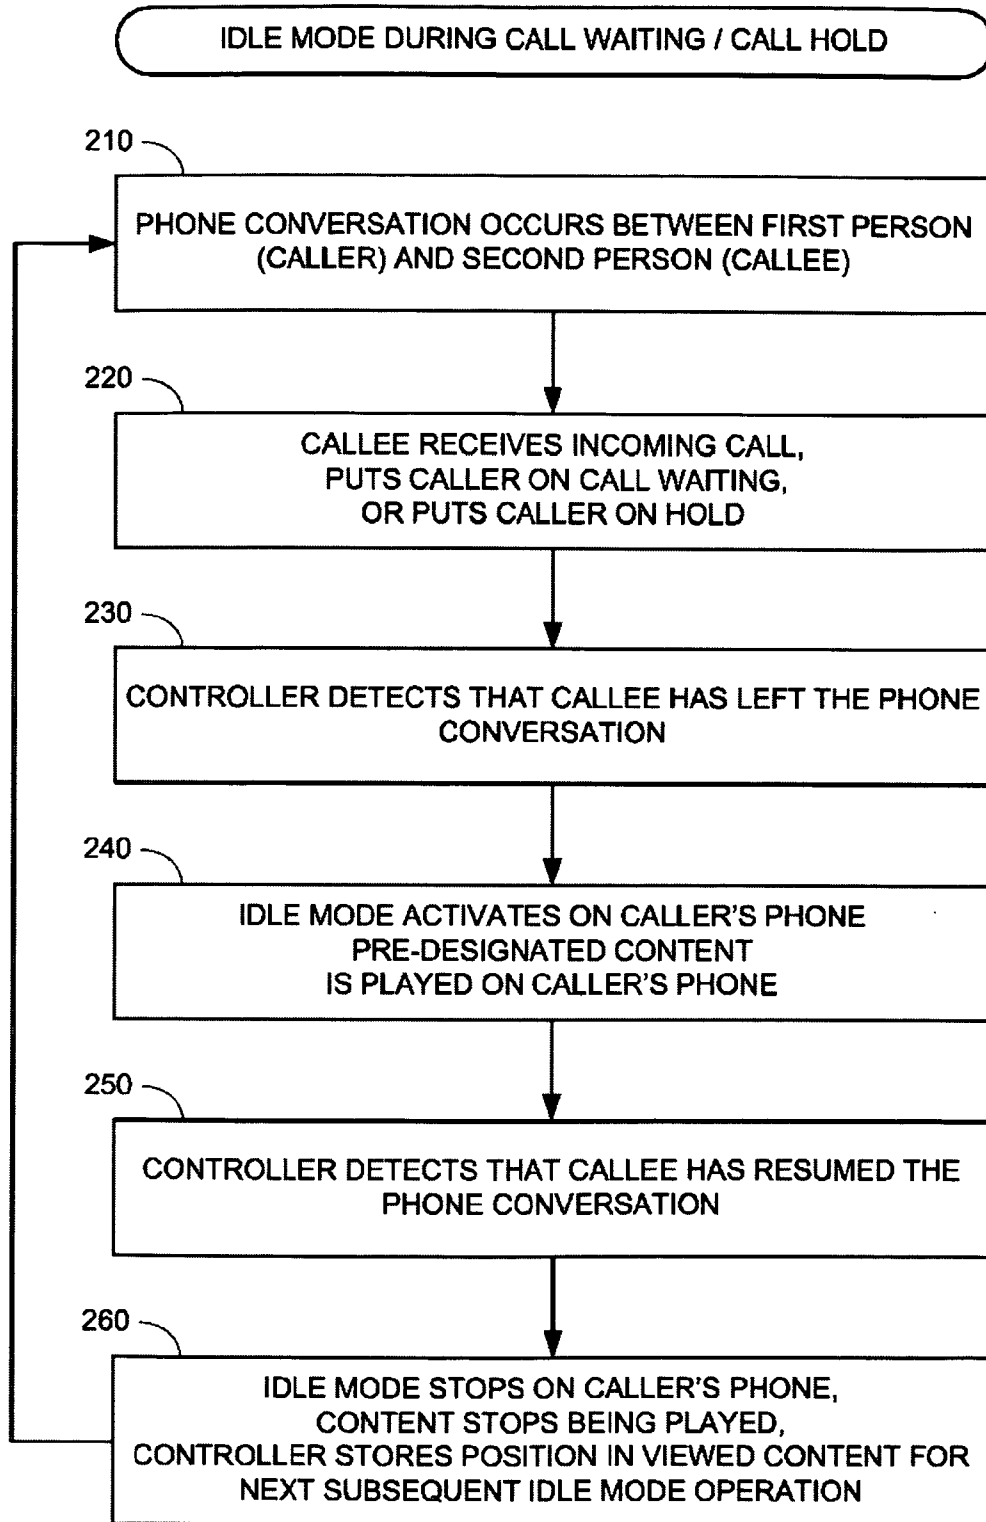 IDLE MODE DURING CALL WAITING / CALL HOLD
210
PHONE CONVERSATION OCCURS BETWEEN FIRST PERSON
(CALLER) AND SECOND PERSON (CALLEE)
220
CALLEE RECEIVES INCOMING CALL,
PUTS CALLER ON CALL WAITING,
OR PUTS CALLER ON HOLD
230
CONTROLLER DETECTS THAT CALLEE HAS LEFT THE PHONE
CONVERSATION
240
IDLE MODE ACTIVATES ON CALLER'S PHONE
PRE-DESIGNATED CONTENT
IS PLAYED ON CALLER'S PHONE
250
CONTROLLER DETECTS THAT CALLEE HAS RESUMED THE
PHONE CONVERSATION
260
IDLE MODE STOPS ON CALLER'S PHONE,
CONTENT STOPS BEING PLAYED,
CONTROLLER STORES POSITION IN VIEWED CONTENT FOR
NEXT SUBSEQUENT IDLE MODE OPERATION